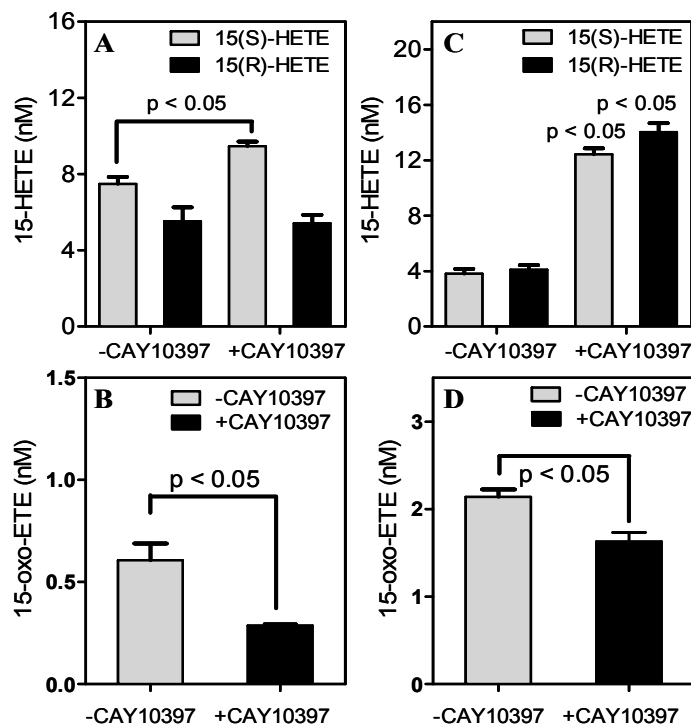 A
15(S)-HETE
15(R)-HETE
p < 0.05
15-HETE (nM)
16
12
8
4
0
-CAY10397
+CAY10397
C
15(S)-HETE
15(R)-HETE
p < 0.05
p < 0.05
15-HETE (nM)
20
16
12
8
4
0
-CAY10397
+CAY10397
B
-CAY10397
+CAY10397
p < 0.05
15-oxo-ETE (nM)
1.5
1.0
0.5
0.0
-CAY10397
+CAY10397
D
-CAY10397
+CAY10397
p < 0.05
15-oxo-ETE (nM)
3
2
1
0
-CAY10397
+CAY10397